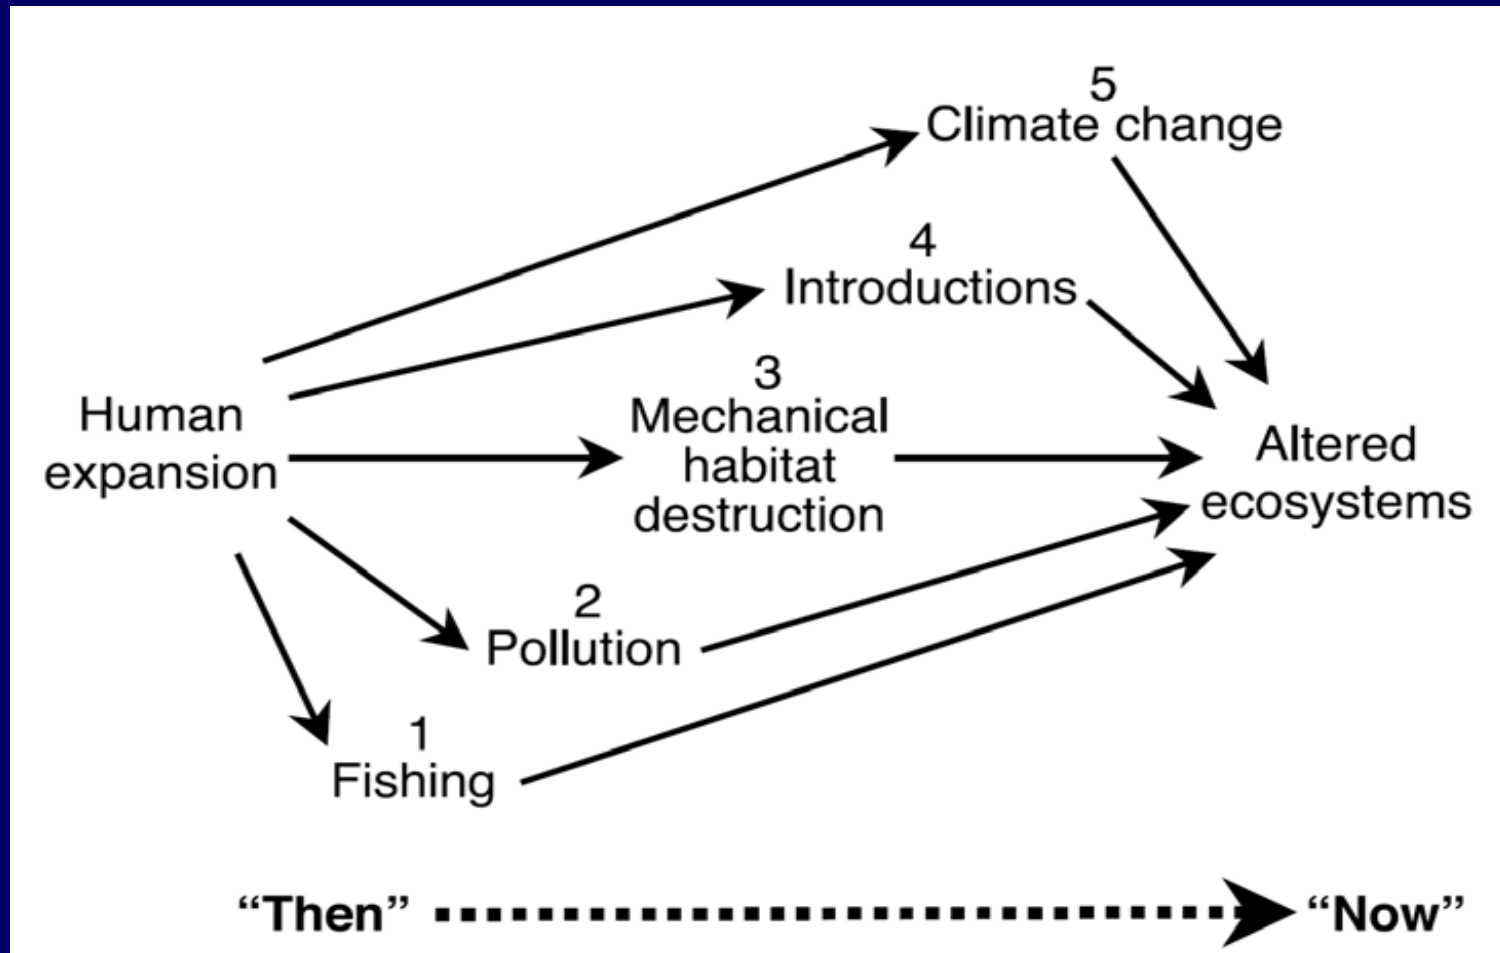 5
Climate change
4
Introductions
3
Mechanical
habitat
destruction
Human
expansion
Altered
ecosystems
2
Pollution
1
Fishing
“Then”
“Now”